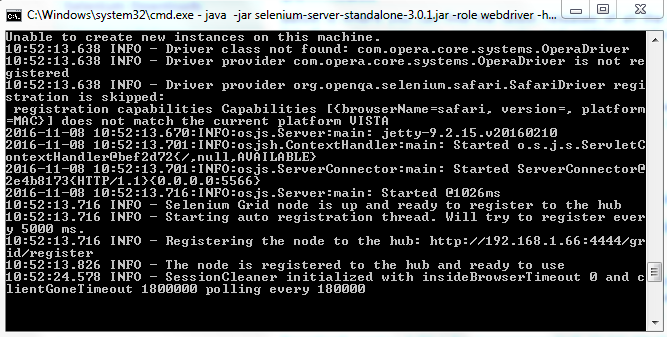 C:\Windows\system32\cmd.exe - java -jar selenium-server-standalone-3.0.1.jar -role webdriver -h...
Unable to create new instances on this machine.
10:52:13.638 INFO - Driver class not found: com.opera.core.systems.OperaDriver
10:52:13.638 INFO - Driver provider com.opera.core.systems.OperaDriver is not re
gistered
10:52:13.638 INFO - Driver provider org.openqa.selenium.safari.SafariDriver regi
stration is skipped:
 registration capabilities Capabilities [{browserName=safari, version=, platform
=MAC}] does not match the current platform VISTA
2016-11-08 10:52:13.670:INFO:osjs.Server:main: jetty-9.2.15.v20160210
2016-11-08 10:52:13.701:INFO:osjsh.ContextHandler:main: Started o.s.j.s.ServletC
ontextHandler@bef2d72{/,null,AVAILABLE}
2016-11-08 10:52:13.701:INFO:osjs.ServerConnector:main: Started ServerConnector@
2e4b8173{HTTP/1.1}{0.0.0.0:5566}
2016-11-08 10:52:13.716:INFO:osjs.Server:main: Started @1026ms
10:52:13.716 INFO - Selenium Grid node is up and ready to register to the hub
10:52:13.716 INFO - Starting auto registration thread. Will try to register ever
y 5000 ms.
10:52:13.716 INFO - Registering the node to the hub: http://192.168.1.66:4444/gr
id/register
10:52:13.826 INFO - The node is registered to the hub and ready to use
10:52:24.578 INFO - SessionCleaner initialized with insideBrowserTimeout 0 and c
lientGoneTimeout 1800000 polling every 180000